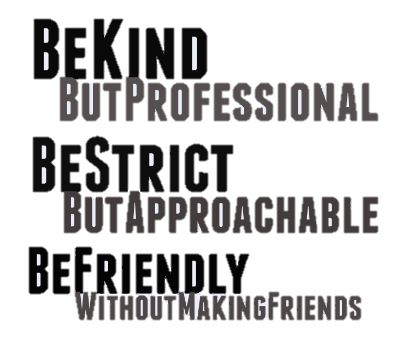 BeKind
ButProfessional
BeStrict
ButApproachable
BeFriendly
WithoutMakingFriends